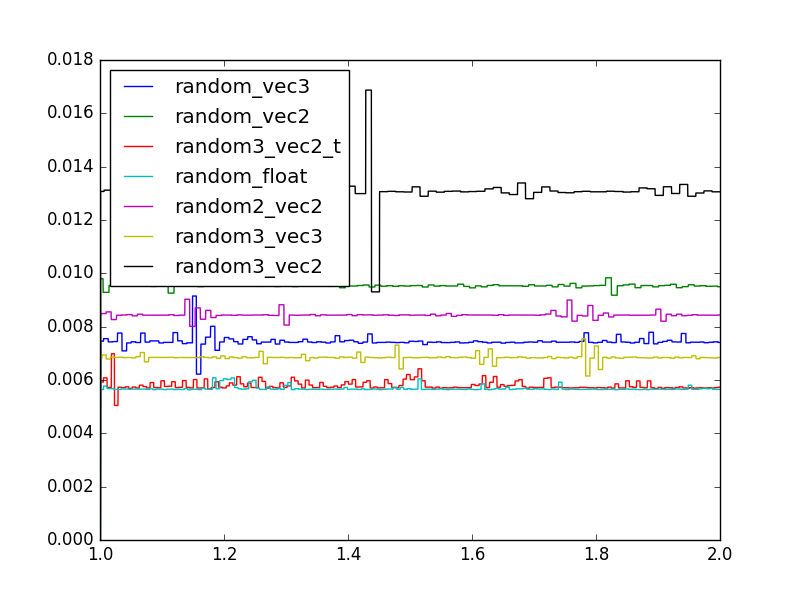 0.018
0.016
0.014
0.012
0.010
0.008
0.006
0.004
0.002
0.000
random_vec3
random_vec2
random3_vec2_t
random_float
random2_vec2
random3_vec3
random3_vec2
1.0 1.2 1.4 1.6 1.8 2.0